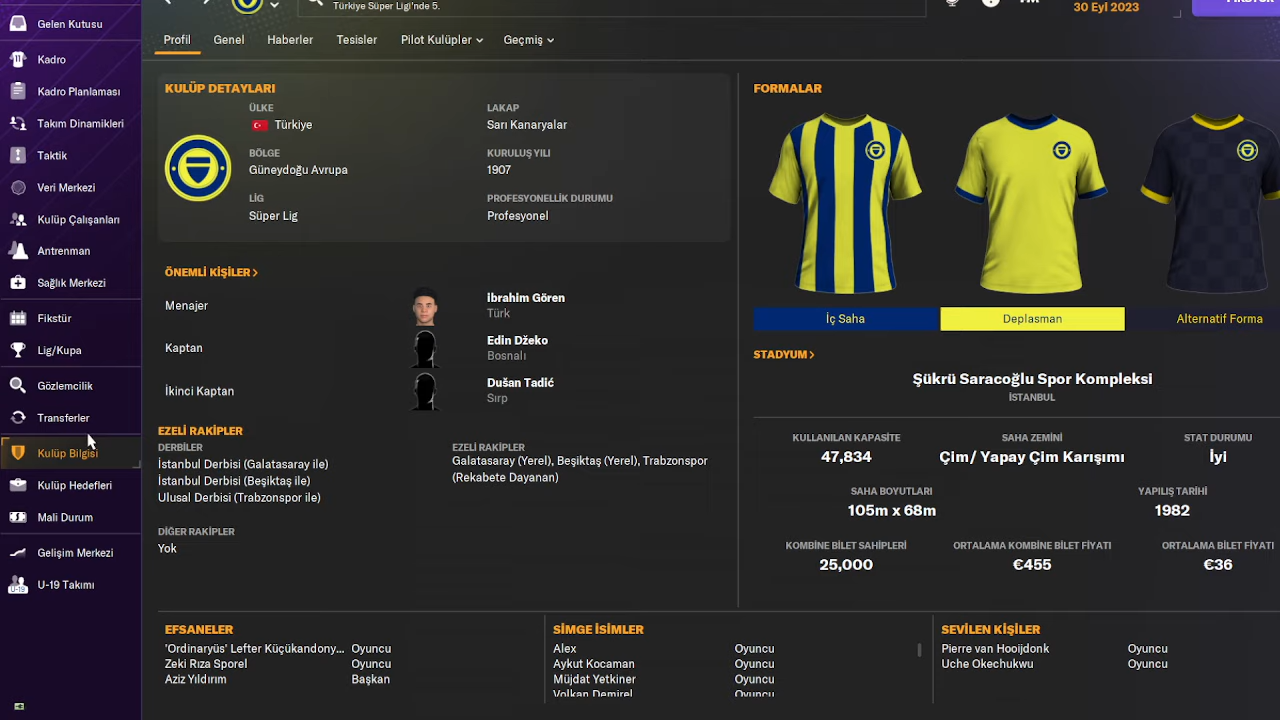 Gelen Kutusu
Kadro
Kadro Planlaması
Takım Dinamikleri
Taktik
Veri Merkezi
Kulüp Çalışanları
Antrenman
Sağlık Merkezi
Fikstür
Lig/Kupa
Gözlemcilik
Transferler
Kulüp Bilgisi
Kulüp Hedefleri
Mali Durum
Gelişim Merkezi
U-19 Takımı
Türkiye Süper Ligi'nde 5.
30 Eyl 2023
Profil Genel Haberler Tesisler Pilot Kulüpler Geçmiş
KULÜP DETAYLARI
ÜLKE
Türkiye
BÖLGE
Güneydoğu Avrupa
LİG
Süper Lig
LAKAP
Sarı Kanaryalar
KURULUŞ YILI
1907
PROFESYONELLİK DURUMU
Profesyonel
ÖNEMLİ KİŞİLER >
Menajer
İbrahim Gören
Türk
Kaptan
Edin Džeko
Bosnalı
İkinci Kaptan
Dušan Tadić
Sırp
EZELİ RAKİPLER
DERBİLER
İstanbul Derbisi (Galatasaray ile)
İstanbul Derbisi (Beşiktaş ile)
Ulusal Derbisi (Trabzonspor ile)
EZELİ RAKİPLER
Galatasaray (Yerel), Beşiktaş (Yerel), Trabzonspor
(Rekabete Dayanan)
DİĞER RAKİPLER
Yok
FORMALAR
İç Saha Deplasman Alternatif Forma
STADYUM >
Şükrü Saracoğlu Spor Kompleksi
İSTANBUL
KULLANILAN KAPASİTE
47,834
SAHA ZEMİNİ
Çim/ Yapay Çim Karışımı
STAT DURUMU
İyi
SAHA BOYUTLARI
105m x 68m
YAPILIŞ TARİHİ
1982
KOMBİNE BİLET SAHİPLERİ
25,000
ORTALAMA KOMBİNE BİLET FİYATI
€455
ORTALAMA BİLET FİYATI
€36
EFSANELER
'Ordinaryüs' Lefter Küçükandony... Oyuncu
Zeki Rıza Sporel Oyuncu
Aziz Yıldırım Başkan
SİMGE İSİMLER
Alex Oyuncu
Aykut Kocaman Oyuncu
Müjdat Yetkiner Oyuncu
Volkan Demirel Oyuncu
SEVİLEN KİŞİLER
Pierre van Hooijdonk Oyuncu
Uche Okechukwu Oyuncu